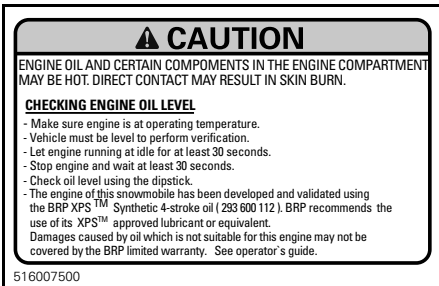 ⚠ CAUTION
ENGINE OIL AND CERTAIN COMPOMENTS IN THE ENGINE COMPARTMENT
MAY BE HOT. DIRECT CONTACT MAY RESULT IN SKIN BURN.
CHECKING ENGINE OIL LEVEL
- Make sure engine is at operating temperature.
- Vehicle must be level to perform verification.
- Let engine running at idle for at least 30 seconds.
- Stop engine and wait at least 30 seconds.
- Check oil level using the dipstick.
- The engine of this snowmobile has been developed and validated using
the BRP XPS TM Synthetic 4-stroke oil ( 293 600 112 ). BRP recommends the
use of its XPS™ approved lubricant or equivalent.
Damages caused by oil which is not suitable for this engine may not be
covered by the BRP limited warranty. See operator`s guide.
516007500